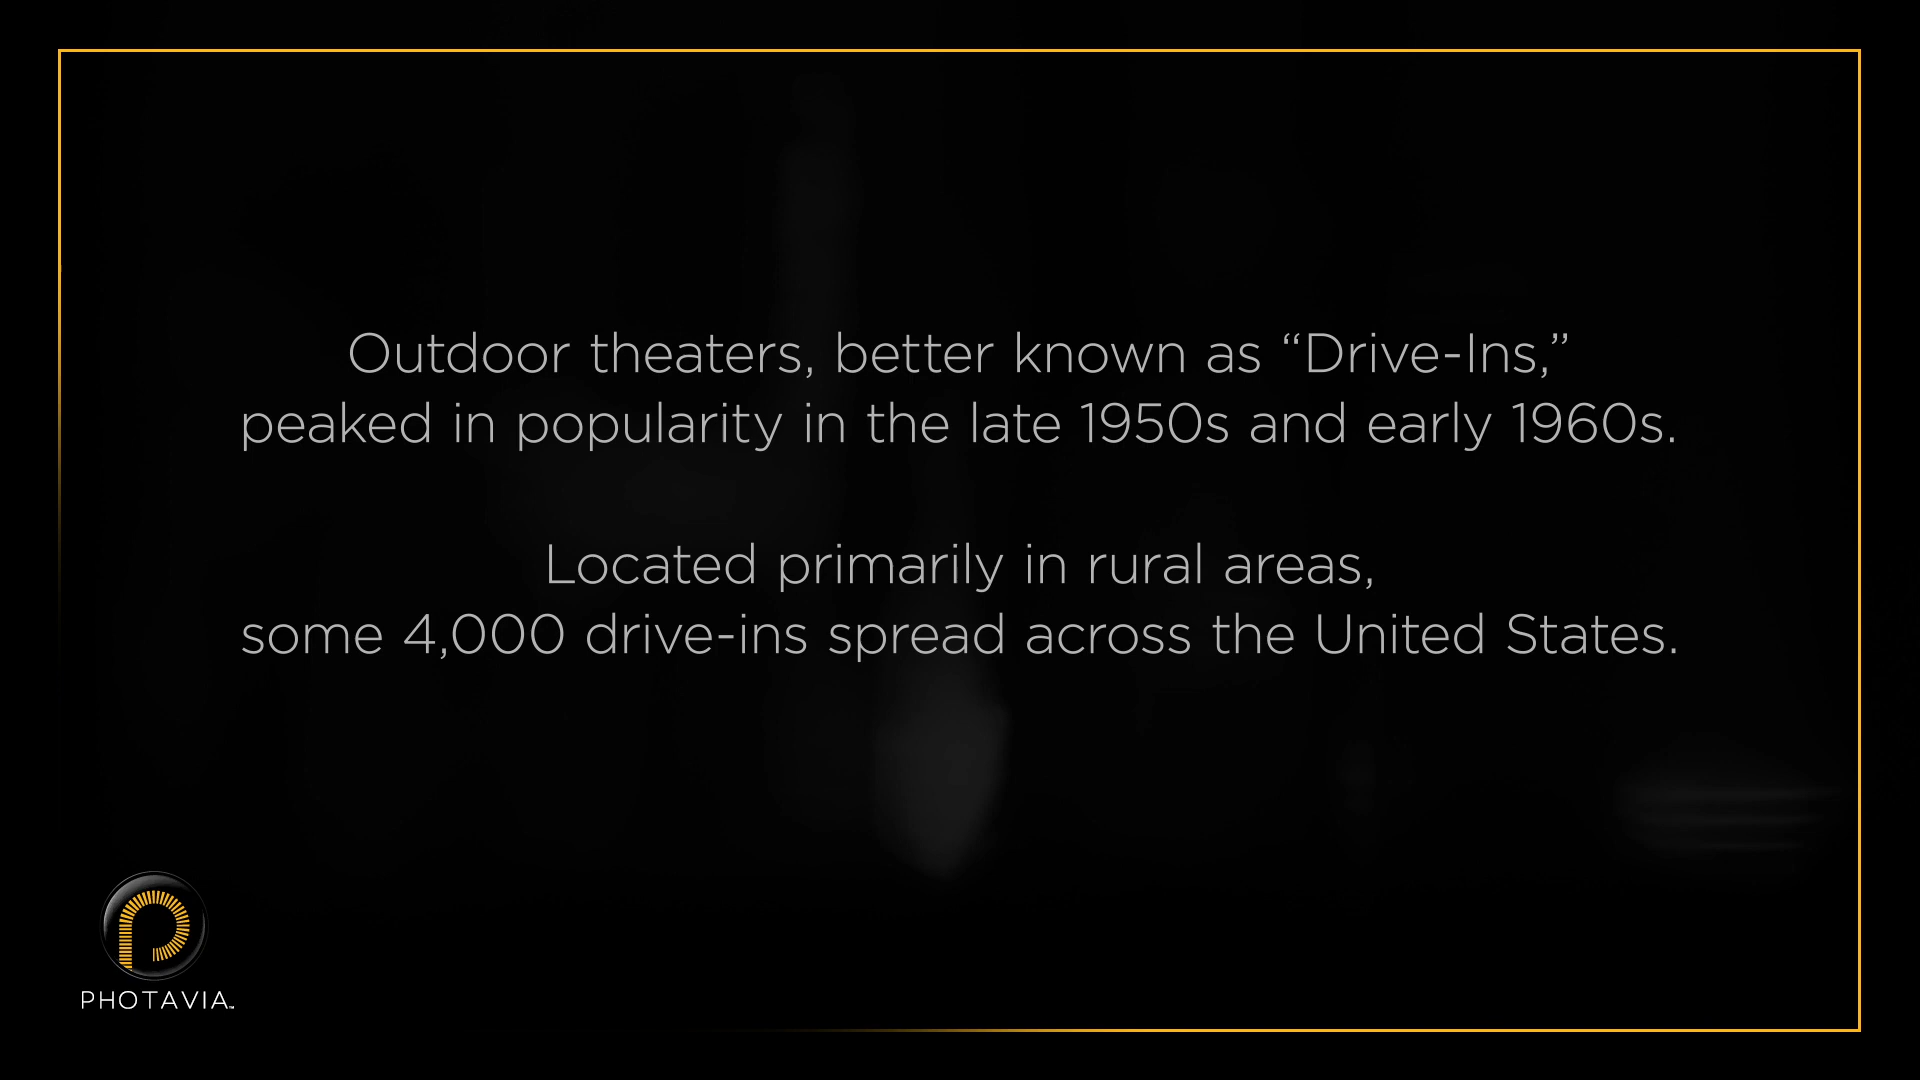 Outdoor theaters, better known as “Drive-Ins,”
peaked in popularity in the late 1950s and early 1960s.
Located primarily in rural areas,
some 4,000 drive-ins spread across the United States.
PHOTAVIA™